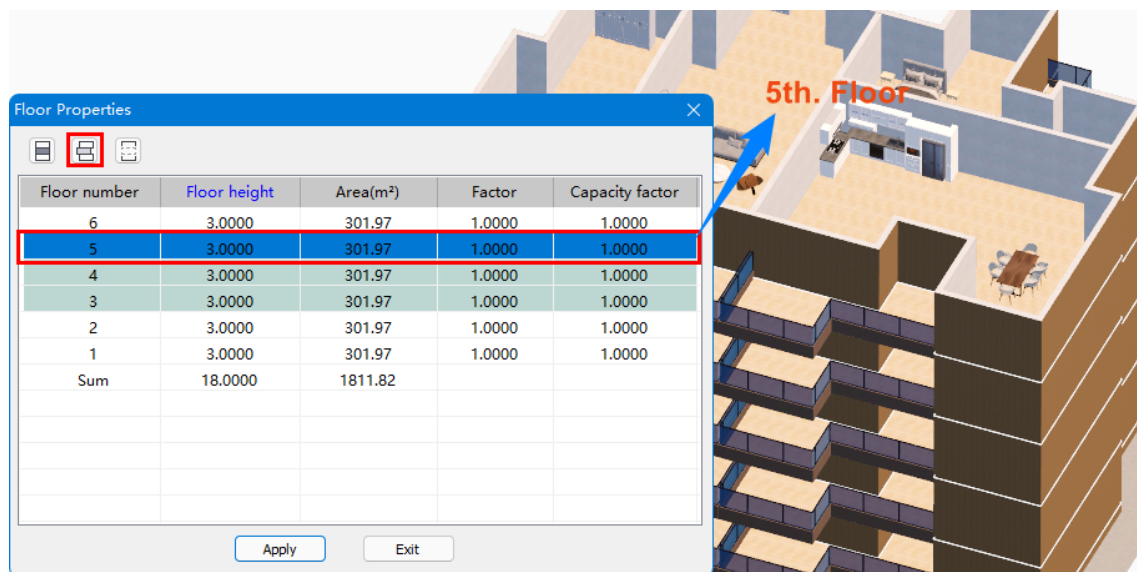 5th. Floor
Floor Properties
Floor number Floor height Area(m²) Factor Capacity factor
6 3.0000 301.97 1.0000 1.0000
5 3.0000 301.97 1.0000 1.0000
4 3.0000 301.97 1.0000 1.0000
3 3.0000 301.97 1.0000 1.0000
2 3.0000 301.97 1.0000 1.0000
1 3.0000 301.97 1.0000 1.0000
Sum 18.0000 1811.82
Apply Exit